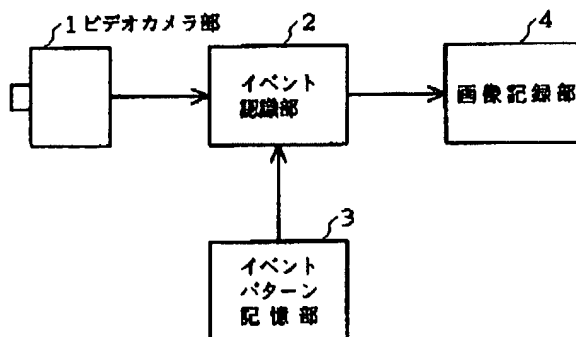 1 ビデオカメラ部
2
4
イベント
認識部
画像記録部
3
イベント
パターン
記憶部